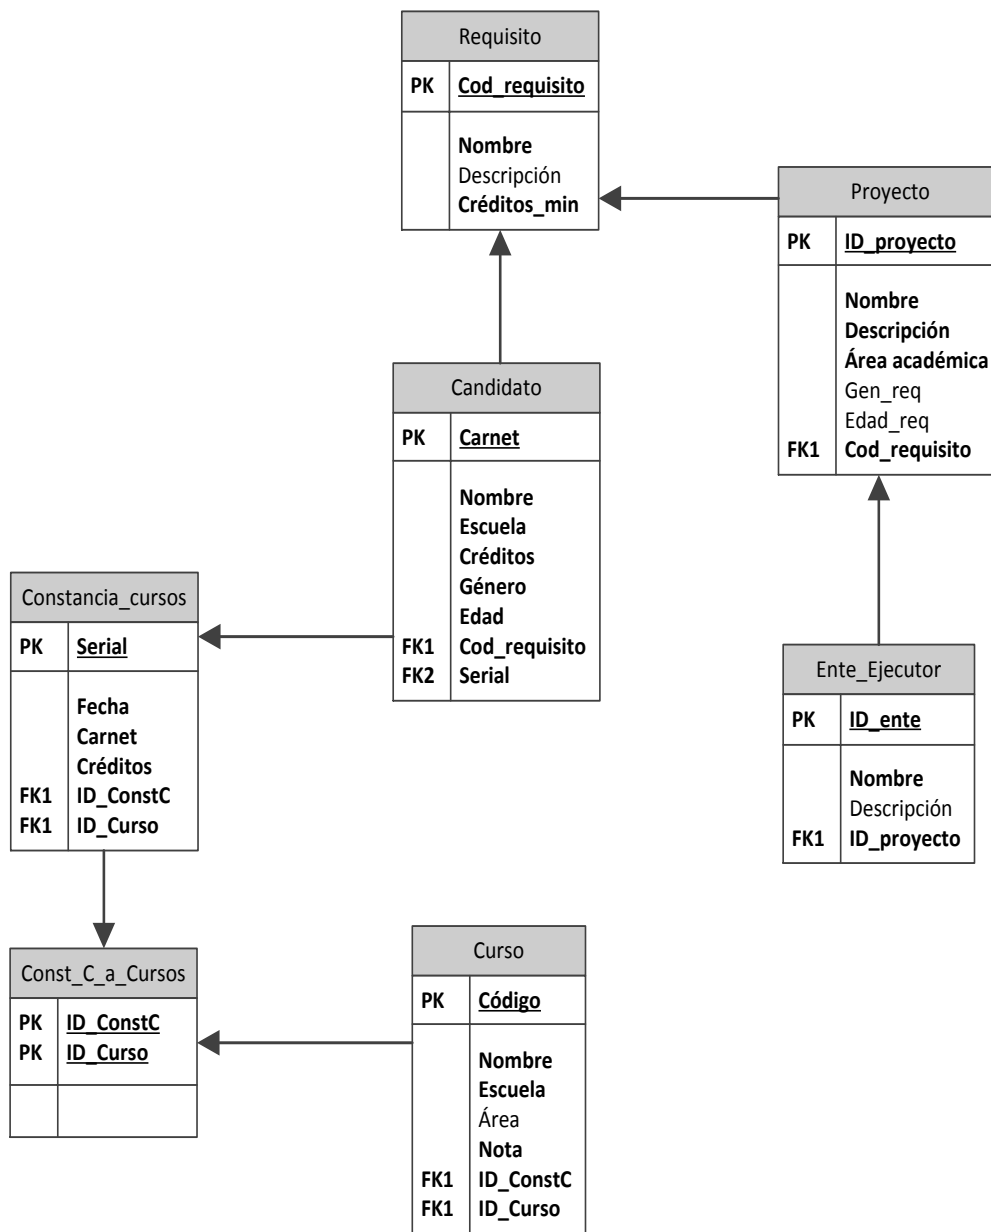 Requisito
PK Cod_requisito
Nombre
Descripción
Créditos_min
Proyecto
PK ID_proyecto
Nombre
Descripción
Área académica
Gen_req
Edad_req
FK1 Cod_requisito
Candidato
PK Carnet
Nombre
Escuela
Créditos
Género
Edad
FK1 Cod_requisito
FK2 Serial
Constancia_cursos
PK Serial
Fecha
Carnet
Créditos
FK1 ID_ConstC
FK1 ID_Curso
Ente_Ejecutor
PK ID_ente
Nombre
Descripción
FK1 ID_proyecto
Const_C_a_Cursos
PK ID_ConstC
PK ID_Curso
Curso
PK Código
Nombre
Escuela
Área
Nota
FK1 ID_ConstC
FK1 ID_Curso